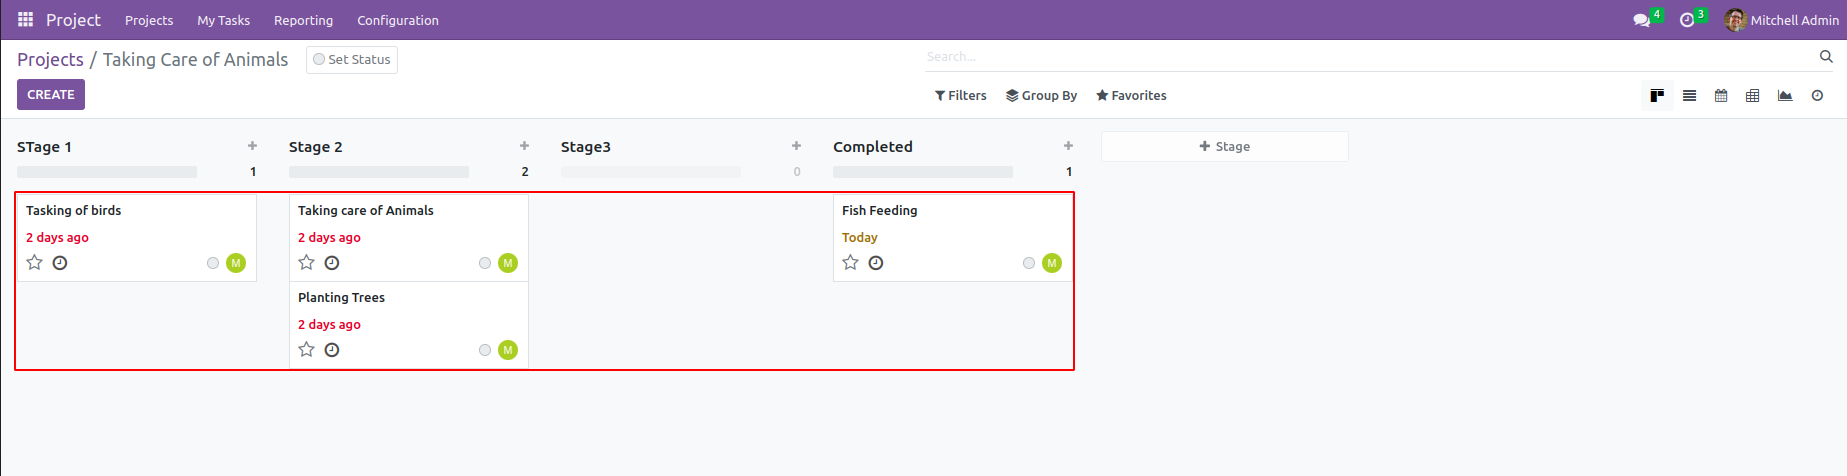 Project Projects My Tasks Reporting Configuration 4 3 Mitchell Admin
Projects / Taking Care of Animals Set Status Search...
CREATE Filters Group By Favorites
STage 1 + Stage 2 + Stage3 + Completed + + Stage
1 2 0 1
Tasking of birds Taking care of Animals Fish Feeding
2 days ago 2 days ago Today
M M M
Planting Trees
2 days ago
M